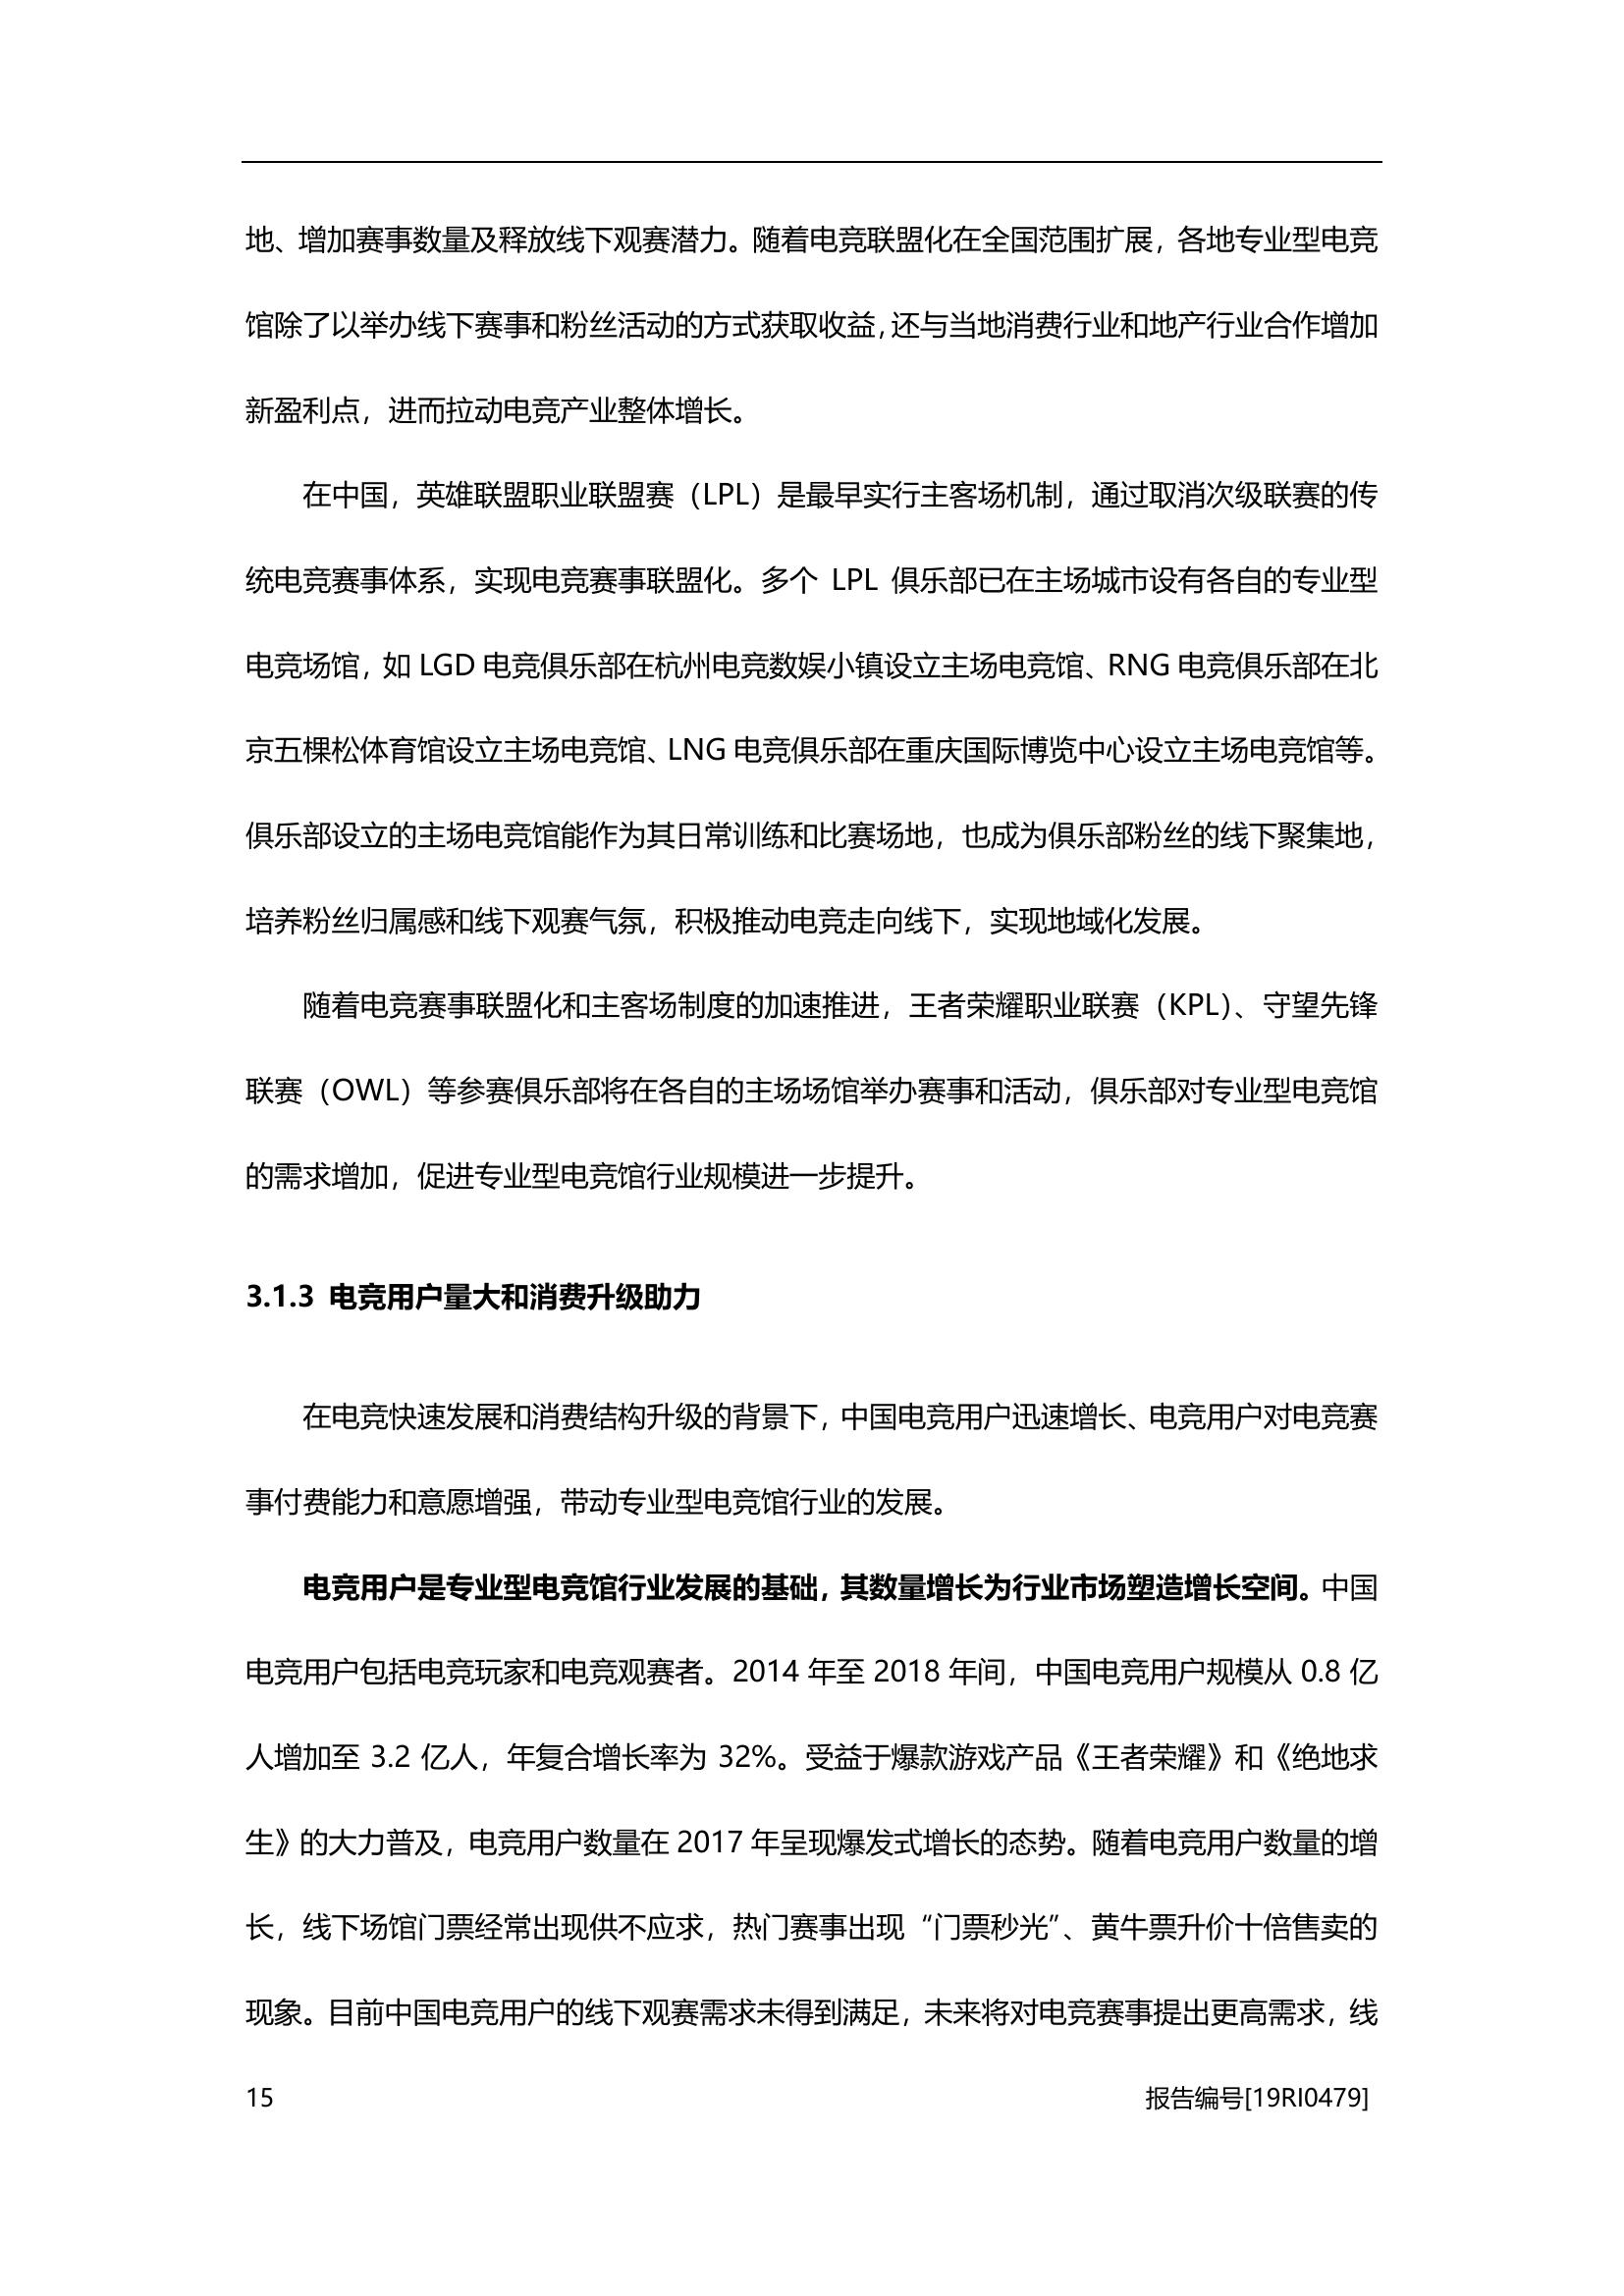 地、增加赛事数量及释放线下观赛潜力。随着电竞联盟化在全国范围扩展，各地专业型电竞
馆除了以举办线下赛事和粉丝活动的方式获取收益，还与当地消费行业和地产行业合作增加
新盈利点，进而拉动电竞产业整体增长。
在中国，英雄联盟职业联盟赛（LPL）是最早实行主客场机制，通过取消次级联赛的传
统电竞赛事体系，实现电竞赛事联盟化。多个 LPL 俱乐部已在主场城市设有各自的专业型
电竞场馆，如 LGD 电竞俱乐部在杭州电竞数娱小镇设立主场电竞馆、RNG 电竞俱乐部在北
京五棵松体育馆设立主场电竞馆、LNG 电竞俱乐部在重庆国际博览中心设立主场电竞馆等。
俱乐部设立的主场电竞馆能作为其日常训练和比赛场地，也成为俱乐部粉丝的线下聚集地，
培养粉丝归属感和线下观赛气氛，积极推动电竞走向线下，实现地域化发展。
随着电竞赛事联盟化和主客场制度的加速推进，王者荣耀职业联赛（KPL）、守望先锋
联赛（OWL）等参赛俱乐部将在各自的主场场馆举办赛事和活动，俱乐部对专业型电竞馆
的需求增加，促进专业型电竞馆行业规模进一步提升。
3.1.3 电竞用户量大和消费升级助力
在电竞快速发展和消费结构升级的背景下，中国电竞用户迅速增长、电竞用户对电竞赛
事付费能力和意愿增强，带动专业型电竞馆行业的发展。
电竞用户是专业型电竞馆行业发展的基础，其数量增长为行业市场塑造增长空间。中国
电竞用户包括电竞玩家和电竞观赛者。2014 年至 2018 年间，中国电竞用户规模从 0.8 亿
人增加至 3.2 亿人，年复合增长率为 32%。受益于爆款游戏产品《王者荣耀》和《绝地求
生》的大力普及，电竞用户数量在 2017 年呈现爆发式增长的态势。随着电竞用户数量的增
长，线下场馆门票经常出现供不应求，热门赛事出现“门票秒光”、黄牛票升价十倍售卖的
现象。目前中国电竞用户的线下观赛需求未得到满足，未来将对电竞赛事提出更高需求，线
15 报告编号[19RI0479]